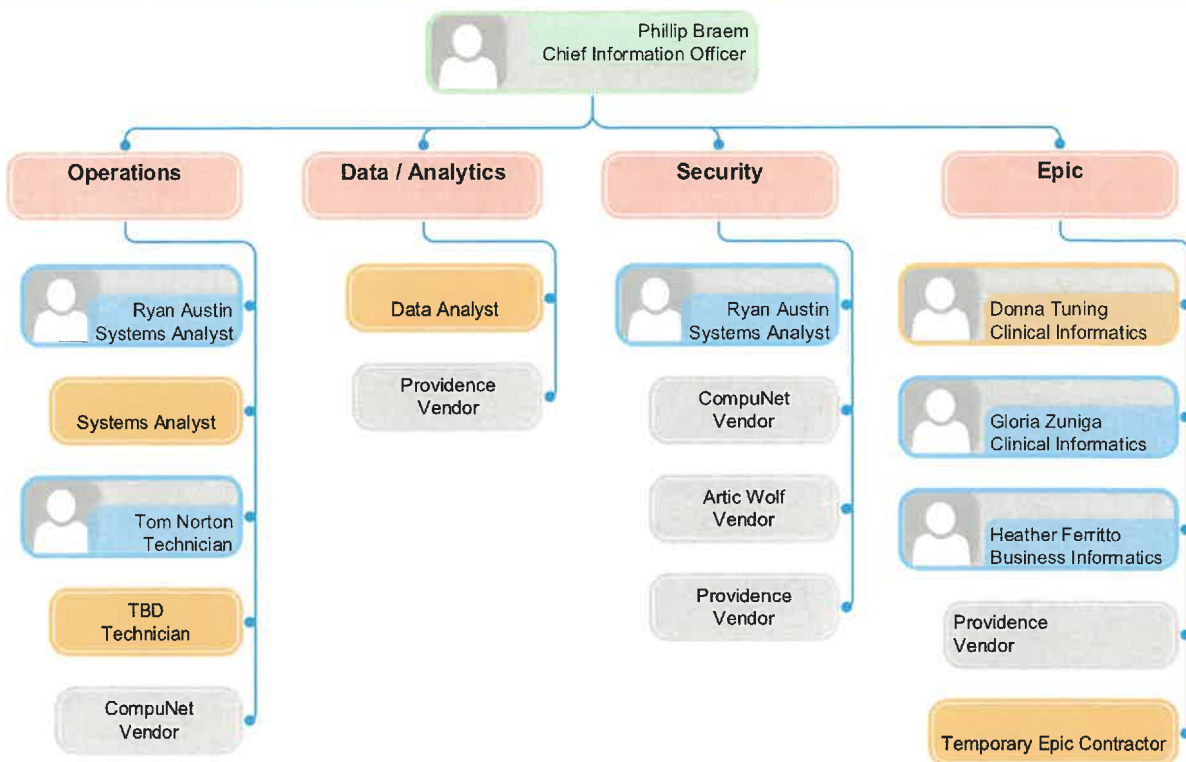 Phillip Braem
Chief Information Officer
Operations
Data / Analytics
Security
Epic
Ryan Austin
Systems Analyst
Systems Analyst
Tom Norton
Technician
TBD
Technician
CompuNet
Vendor
Data Analyst
Providence
Vendor
Ryan Austin
Systems Analyst
CompuNet
Vendor
Artic Wolf
Vendor
Providence
Vendor
Donna Tuning
Clinical Informatics
Gloria Zuniga
Clinical Informatics
Heather Ferritto
Business Informatics
Providence
Vendor
Temporary Epic Contractor